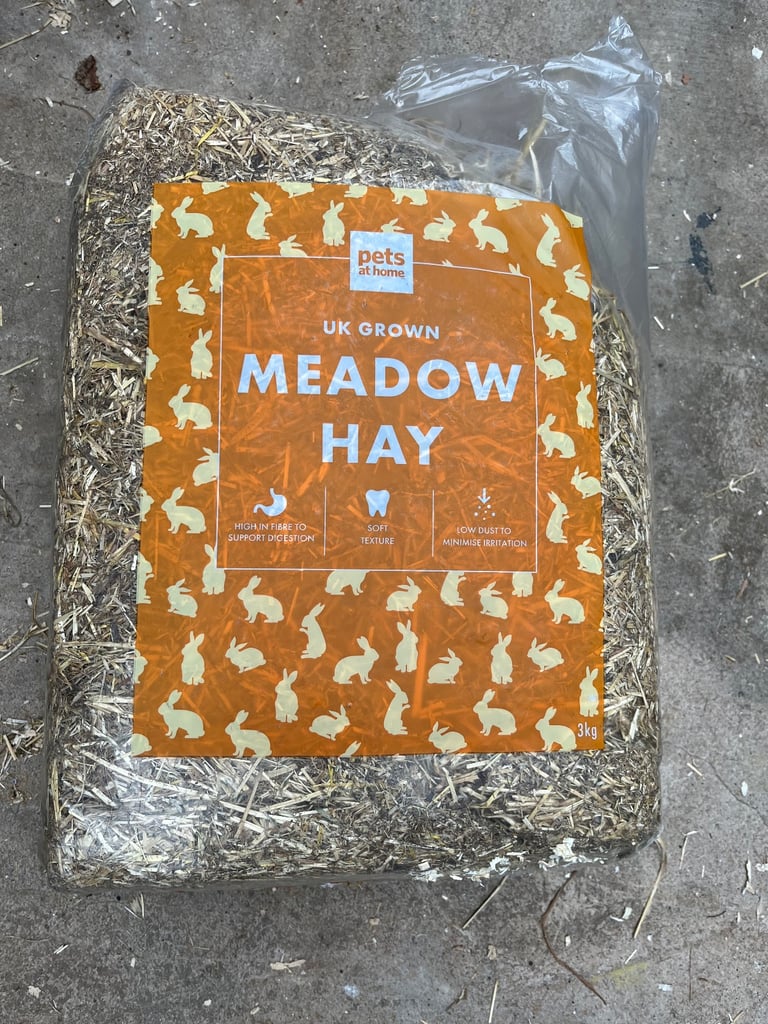 pets
at home
UK GROWN
MEADOW
HAY
HIGH IN FIBRE TO
SUPPORT DIGESTION
SOFT
TEXTURE
LOW DUST TO
MINIMISE IRRITATION
3kg